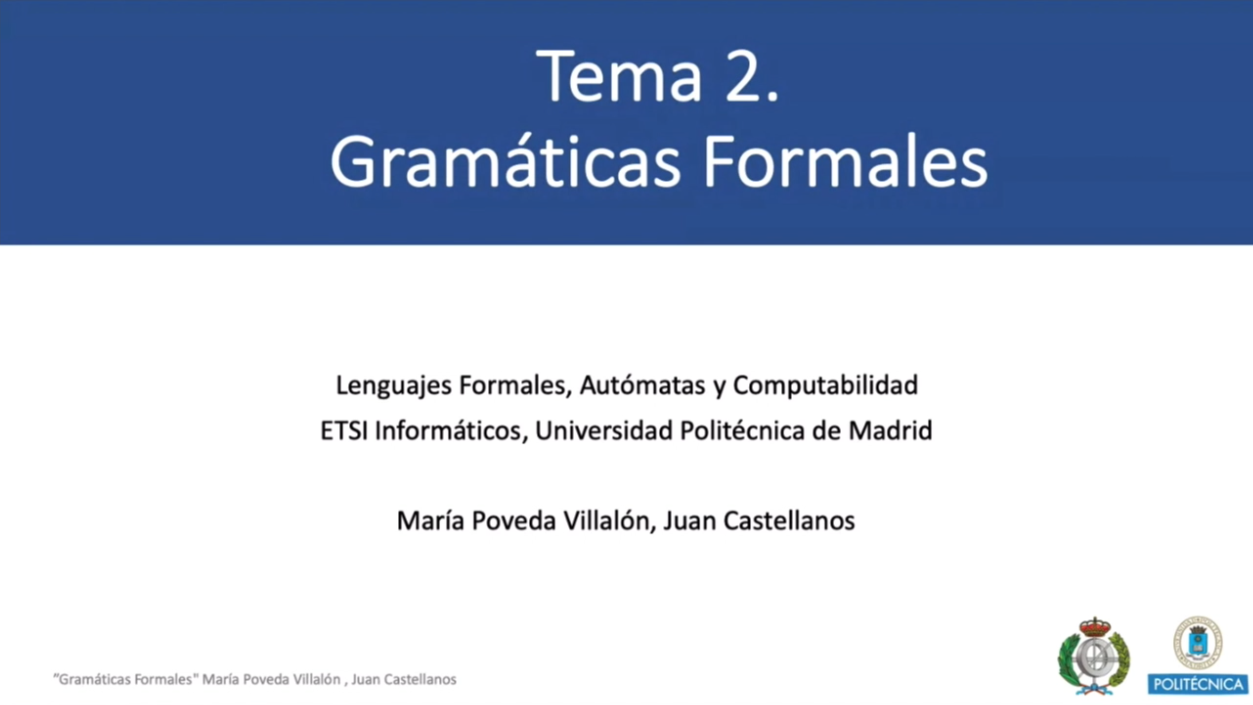 Tema 2.
Gramáticas Formales
Lenguajes Formales, Autómatas y Computabilidad
ETSI Informáticos, Universidad Politécnica de Madrid
María Poveda Villalón, Juan Castellanos
“Gramáticas Formales" María Poveda Villalón , Juan Castellanos
POLITÉCNICA